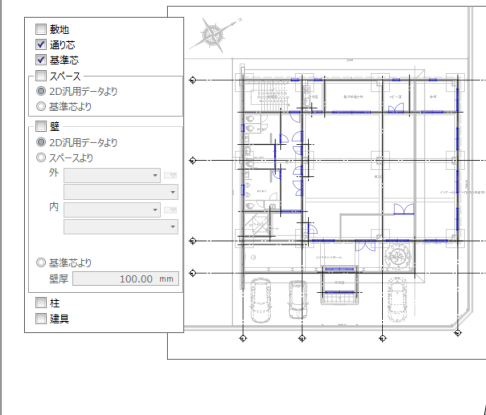 敷地
通り芯
基準芯
スペース
2D汎用データより
基準芯より
壁
2D汎用データより
スペースより
外
内
基準芯より
壁厚 100.00 mm
柱
建具